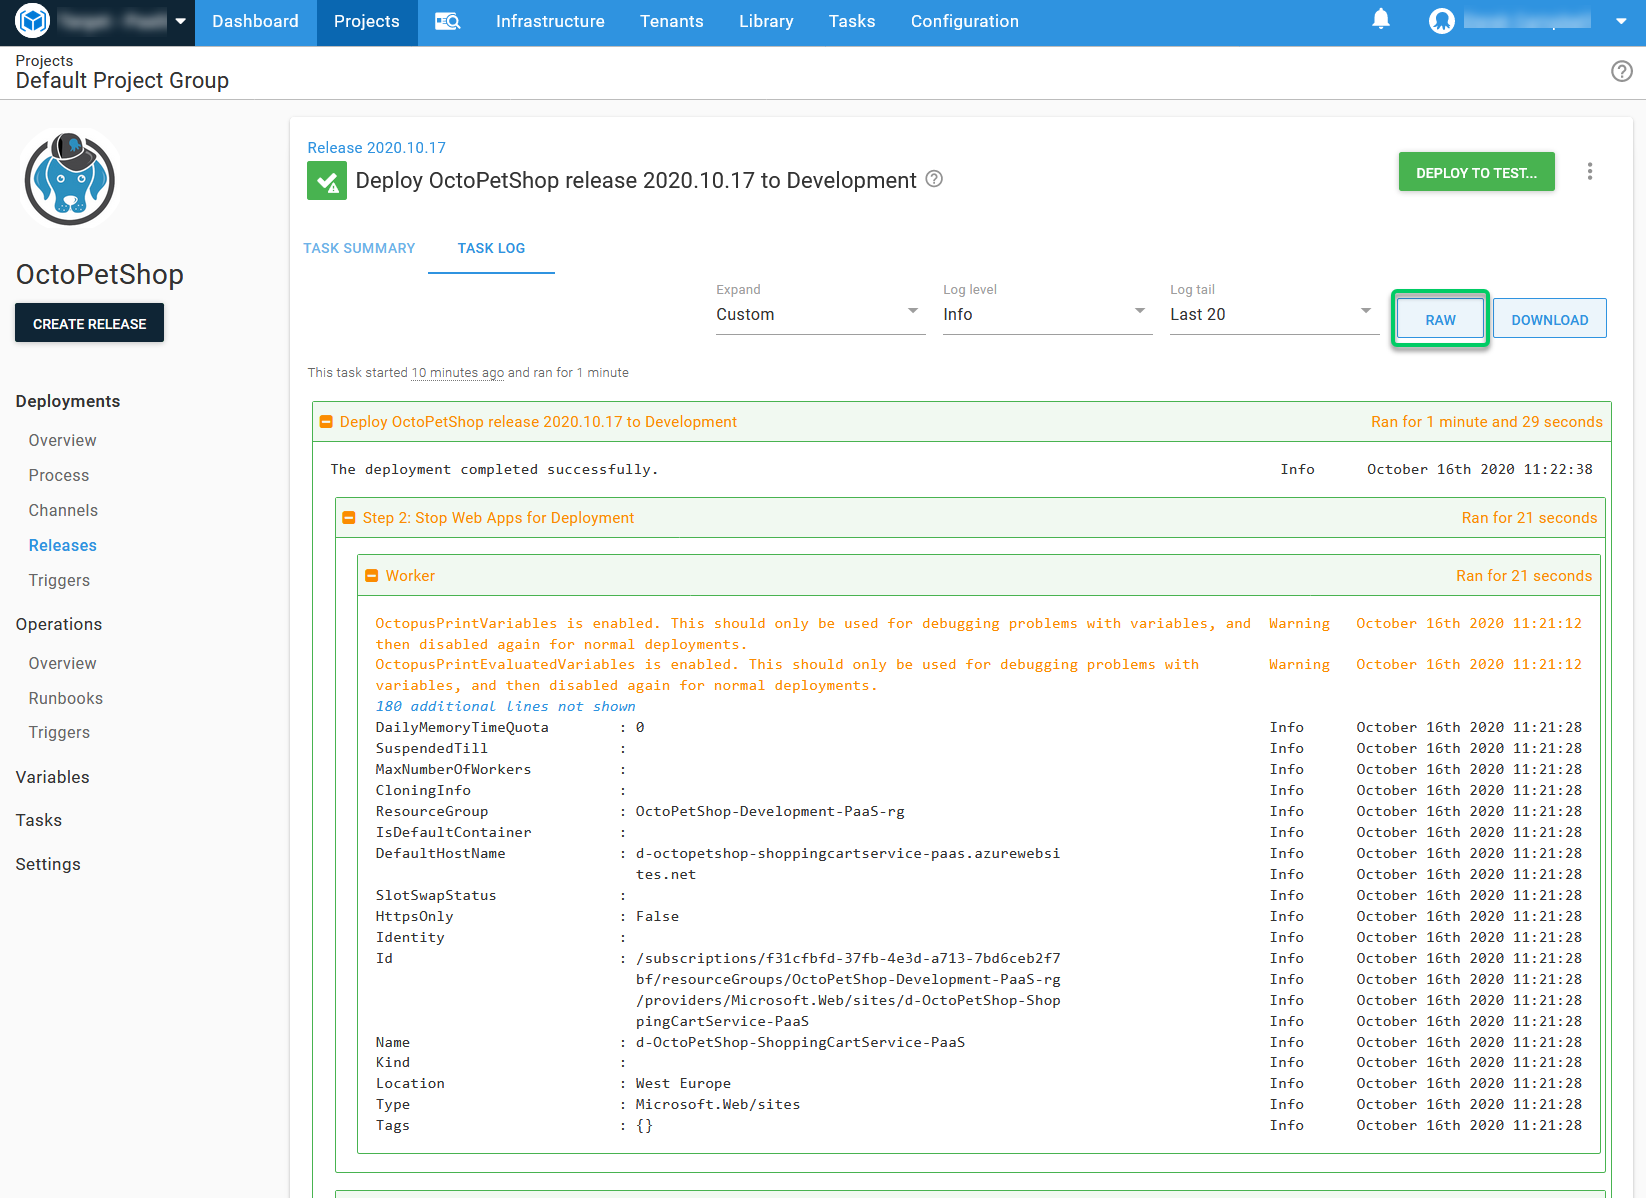 Dashboard Projects Infrastructure Tenants Library Tasks Configuration
Projects
Default Project Group
OctoPetShop
CREATE RELEASE
Deployments
Overview
Process
Channels
Releases
Triggers
Operations
Overview
Runbooks
Triggers
Variables
Tasks
Settings
Release 2020.10.17
Deploy OctoPetShop release 2020.10.17 to Development
DEPLOY TO TEST...
TASK SUMMARY TASK LOG
Expand Log level Log tail
Custom Info Last 20 RAW DOWNLOAD
This task started 10 minutes ago and ran for 1 minute
Deploy OctoPetShop release 2020.10.17 to Development Ran for 1 minute and 29 seconds
The deployment completed successfully. Info October 16th 2020 11:22:38
Step 2: Stop Web Apps for Deployment Ran for 21 seconds
Worker Ran for 21 seconds
OctopusPrintVariables is enabled. This should only be used for debugging problems with variables, and Warning October 16th 2020 11:21:12
then disabled again for normal deployments.
OctopusPrintEvaluatedVariables is enabled. This should only be used for debugging problems with Warning October 16th 2020 11:21:12
variables, and then disabled again for normal deployments.
180 additional lines not shown
DailyMemoryTimeQuota : 0 Info October 16th 2020 11:21:28
SuspendedTill : Info October 16th 2020 11:21:28
MaxNumberOfWorkers : Info October 16th 2020 11:21:28
CloningInfo : Info October 16th 2020 11:21:28
ResourceGroup : OctoPetShop-Development-PaaS-rg Info October 16th 2020 11:21:28
IsDefaultContainer : Info October 16th 2020 11:21:28
DefaultHostName : d-octopetshop-shoppingcartservice-paas.azurewebsi Info October 16th 2020 11:21:28
tes.net Info October 16th 2020 11:21:28
SlotSwapStatus : Info October 16th 2020 11:21:28
HttpsOnly : False Info October 16th 2020 11:21:28
Identity : Info October 16th 2020 11:21:28
Id : /subscriptions/f31cfbfd-37fb-4e3d-a713-7bd6ceb2f7 Info October 16th 2020 11:21:28
bf/resourceGroups/OctoPetShop-Development-PaaS-rg Info October 16th 2020 11:21:28
/providers/Microsoft.Web/sites/d-OctoPetShop-Shop Info October 16th 2020 11:21:28
pingCartService-PaaS Info October 16th 2020 11:21:28
Name : d-OctoPetShop-ShoppingCartService-PaaS Info October 16th 2020 11:21:28
Kind : Info October 16th 2020 11:21:28
Location : West Europe Info October 16th 2020 11:21:28
Type : Microsoft.Web/sites Info October 16th 2020 11:21:28
Tags : {} Info October 16th 2020 11:21:28